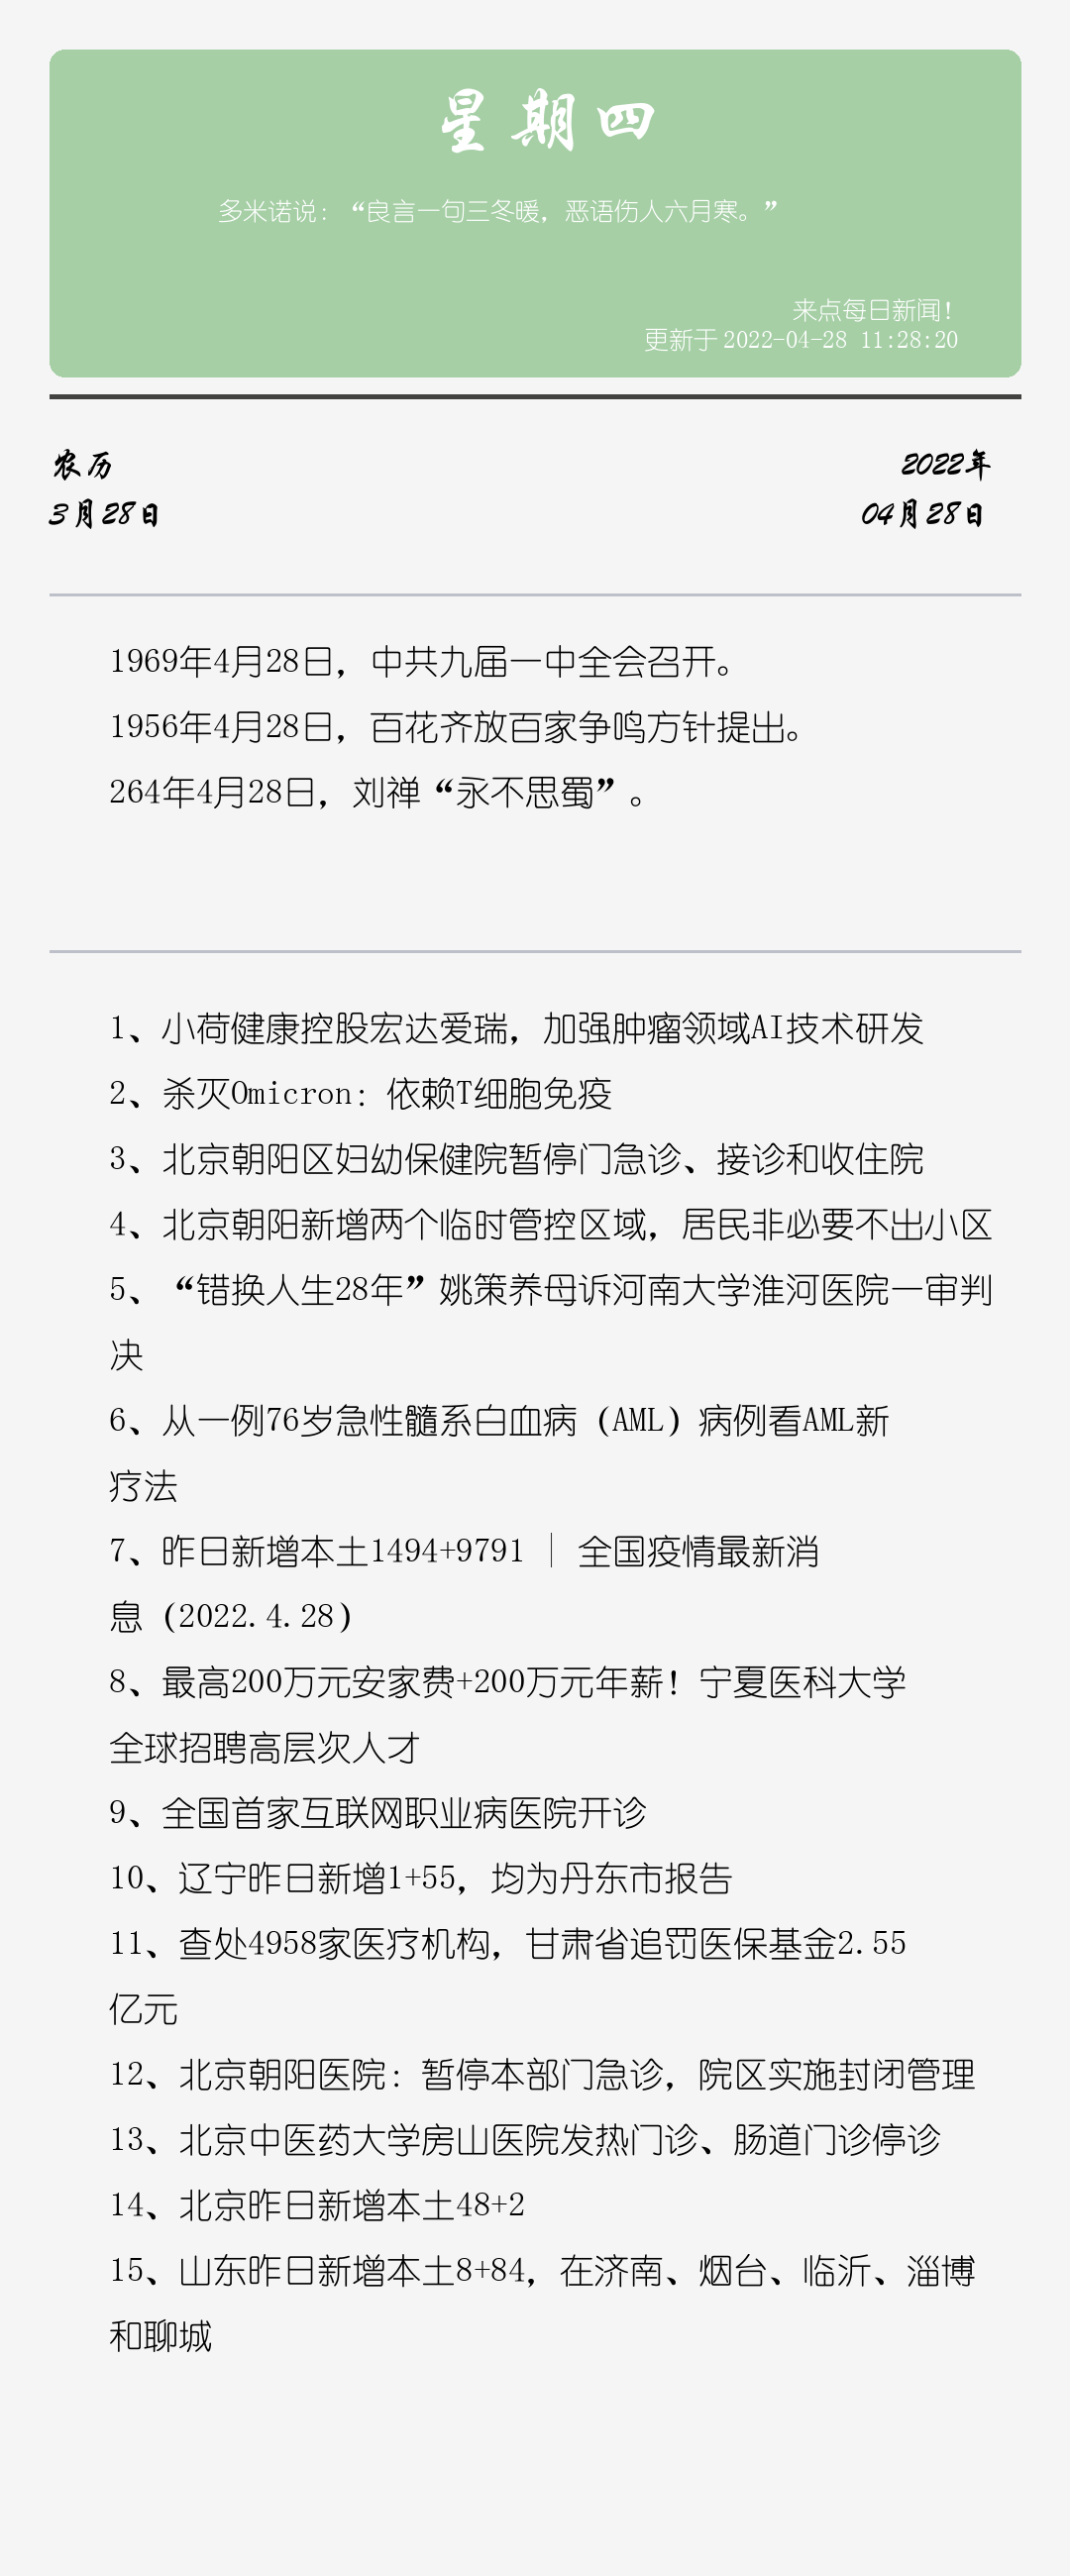 星期四
多米诺说：“良言一句三冬暖，恶语伤人六月寒。”
来点每日新闻！
更新于 2022-04-28 11:28:20
农历
2022年
3月28日
04月28日
1969年4月28日，中共九届一中全会召开。
1956年4月28日，百花齐放百家争鸣方针提出。
264年4月28日，刘禅“永不思蜀”。
1、小荷健康控股宏达爱瑞，加强肿瘤领域AI技术研发
2、杀灭Omicron：依赖T细胞免疫
3、北京朝阳区妇幼保健院暂停门急诊、接诊和收住院
4、北京朝阳新增两个临时管控区域，居民非必要不出小区
5、“错换人生28年”姚策养母诉河南大学淮河医院一审判
决
6、从一例76岁急性髓系白血病（AML）病例看AML新
疗法
7、昨日新增本土1494+9791 | 全国疫情最新消
息（2022.4.28）
8、最高200万元安家费+200万元年薪！宁夏医科大学
全球招聘高层次人才
9、全国首家互联网职业病医院开诊
10、辽宁昨日新增1+55，均为丹东市报告
11、查处4958家医疗机构，甘肃省追罚医保基金2.55
亿元
12、北京朝阳医院：暂停本部门急诊，院区实施封闭管理
13、北京中医药大学房山医院发热门诊、肠道门诊停诊
14、北京昨日新增本土48+2
15、山东昨日新增本土8+84，在济南、烟台、临沂、淄博
和聊城